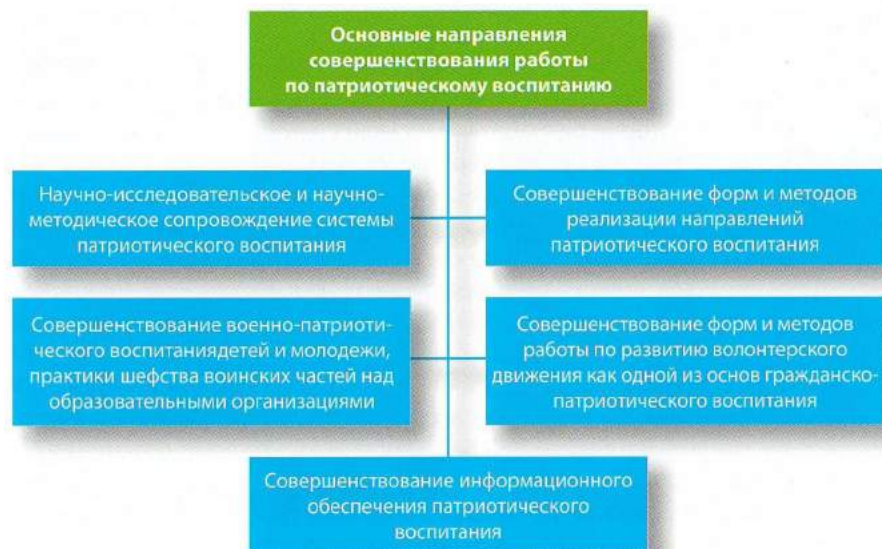 Основные направления
совершенствования работы
по патриотическому воспитанию
Научно-исследовательское и научно-
методическое сопровождение системы
патриотического воспитания
Совершенствование форм и методов
реализации направлений
патриотического воспитания
Совершенствование военно-патриоти-
ческого воспитаниядетей и молодежи,
практики шефства воинских частей над
образовательными организациями
Совершенствование форм и методов
работы по развитию волонтерского
движения как одной из основ гражданско-
патриотического воспитания
Совершенствование информационного
обеспечения патриотического
воспитания